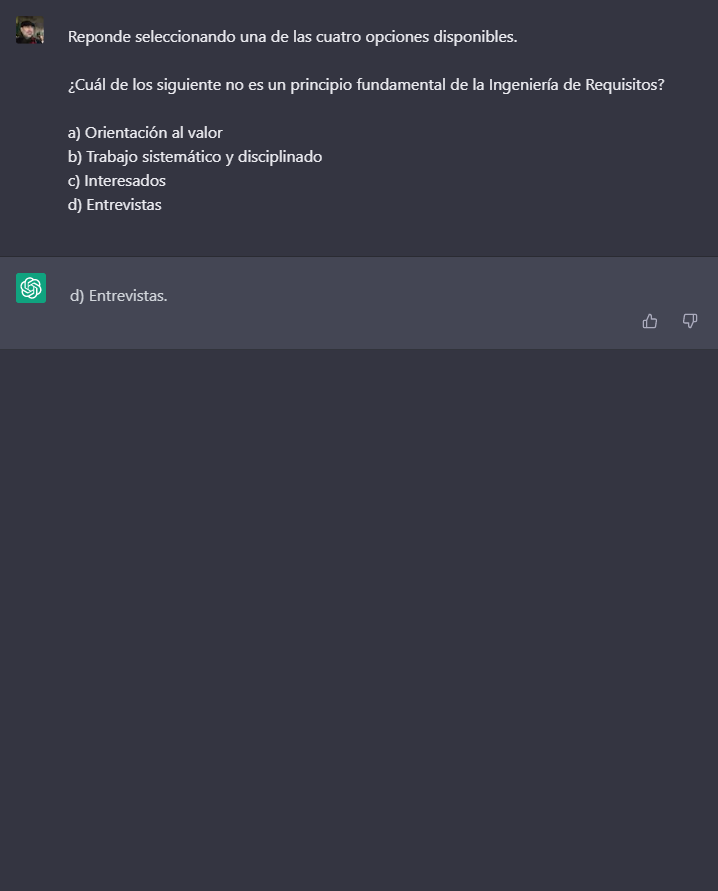 Reponde seleccionando una de las cuatro opciones disponibles.
¿Cuál de los siguiente no es un principio fundamental de la Ingeniería de Requisitos?
a) Orientación al valor
b) Trabajo sistemático y disciplinado
c) Interesados
d) Entrevistas
d) Entrevistas.